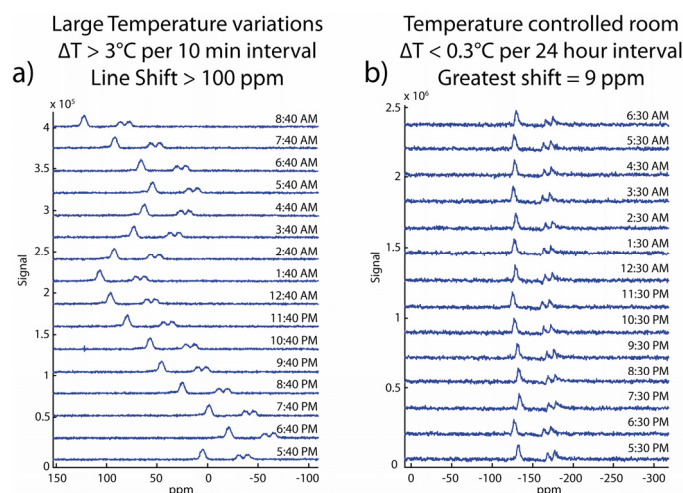 Large Temperature variations
ΔT > 3°C per 10 min interval
Line Shift > 100 ppm
a)
x 10⁵
4
3.5
3
2.5
2
1.5
1
0.5
0
Signal
8:40 AM
7:40 AM
6:40 AM
5:40 AM
4:40 AM
3:40 AM
2:40 AM
1:40 AM
12:40 AM
11:40 PM
10:40 PM
9:40 PM
8:40 PM
7:40 PM
6:40 PM
5:40 PM
150 100 50 0 -50 -100
ppm
Temperature controlled room
ΔT < 0.3°C per 24 hour interval
Greatest shift = 9 ppm
b)
x 10⁶
2.5
2
1.5
1
0.5
0
Signal
6:30 AM
5:30 AM
4:30 AM
3:30 AM
2:30 AM
1:30 AM
12:30 AM
11:30 PM
10:30 PM
9:30 PM
8:30 PM
7:30 PM
6:30 PM
5:30 PM
0 -50 -100 -150 -200 -250 -300
ppm